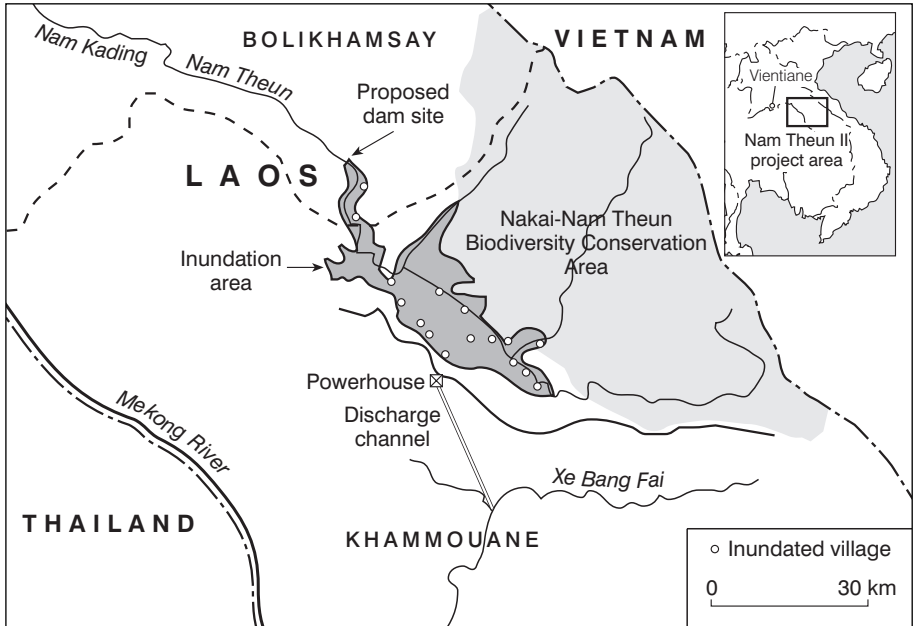 Nam Kading
BOLIKHAMSAY
VIETNAM
Nam Theun
Proposed
dam site
LAOS
Vientiane
Nam Theun II
project area
Nakai-Nam Theun
Biodiversity Conservation
Area
Inundation
area
Powerhouse
Discharge
channel
Mekong River
Xe Bang Fai
THAILAND
KHAMMOUANE
Inundated village
0 30 km